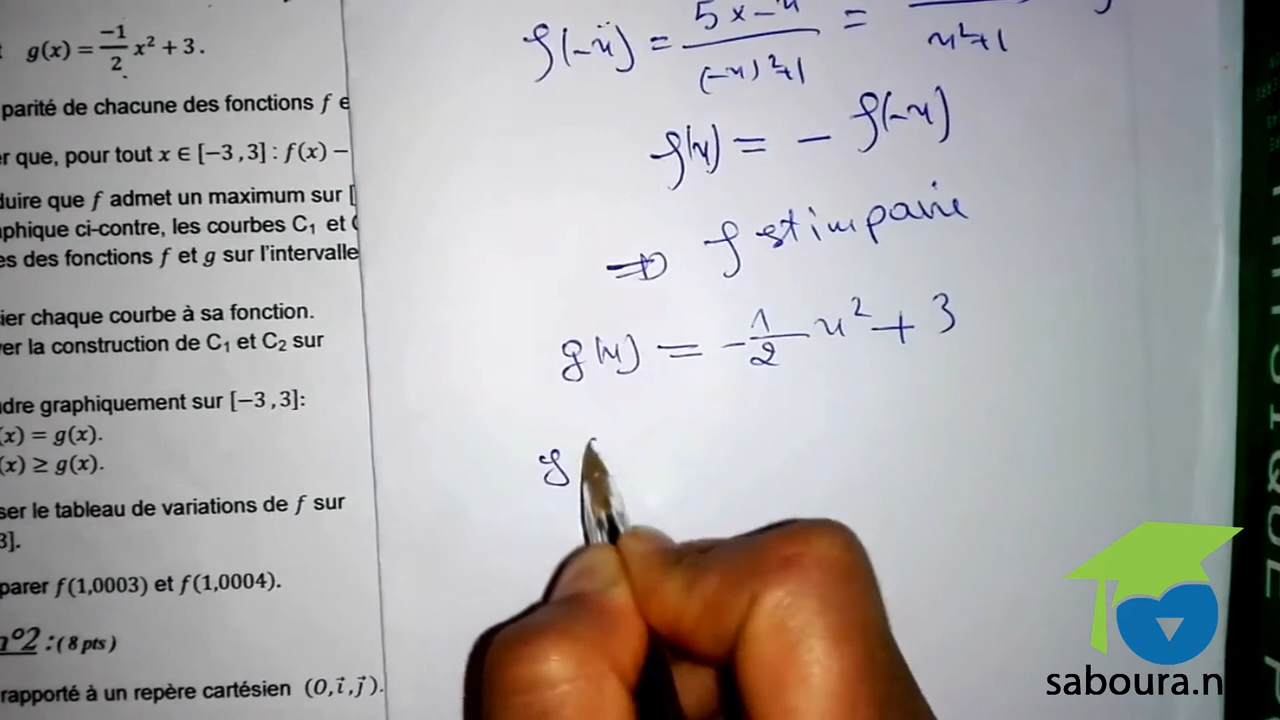 g(x) = -1/2 x² + 3.
parité de chacune des fonctions f e
er que, pour tout x ∈ [−3 , 3] : f(x) −
duire que f admet un maximum sur [
aphique ci-contre, les courbes C₁ et
es des fonctions f et g sur l'intervalle
ier chaque courbe à sa fonction.
er la construction de C₁ et C₂ sur
dre graphiquement sur [−3 , 3]:
(x) = g(x).
(x) ≥ g(x).
ser le tableau de variations de f sur
3].
parer f(1,0003) et f(1,0004).
n°2 : (8 pts)
rapporté à un repère cartésien (O, i⃗, j⃗).
f(-x) = 5x-x / (-x)²+1 = / x²+1
f(x) = - f(-x)
⇒ f est impaire
g(x) = - 1/2 x² + 3
g
saboura.n